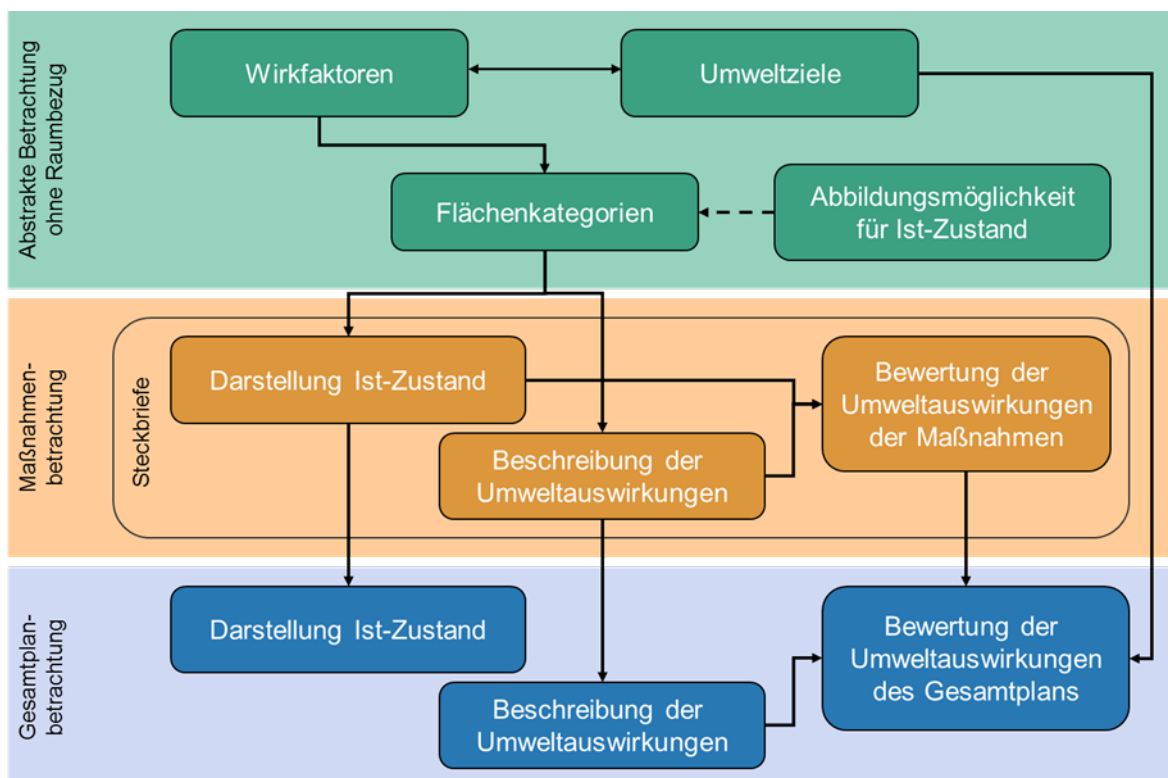 Abstrakte Betrachtung
ohne Raumbezug
Wirkfaktoren
Umweltziele
Flächenkategorien
Abbildungsmöglichkeit
für Ist-Zustand
Maßnahmen-
betrachtung
Steckbriefe
Darstellung Ist-Zustand
Beschreibung der
Umweltauswirkungen
Bewertung der
Umweltauswirkungen
der Maßnahmen
Gesamtplan-
betrachtung
Darstellung Ist-Zustand
Beschreibung der
Umweltauswirkungen
Bewertung der
Umweltauswirkungen
des Gesamtplans